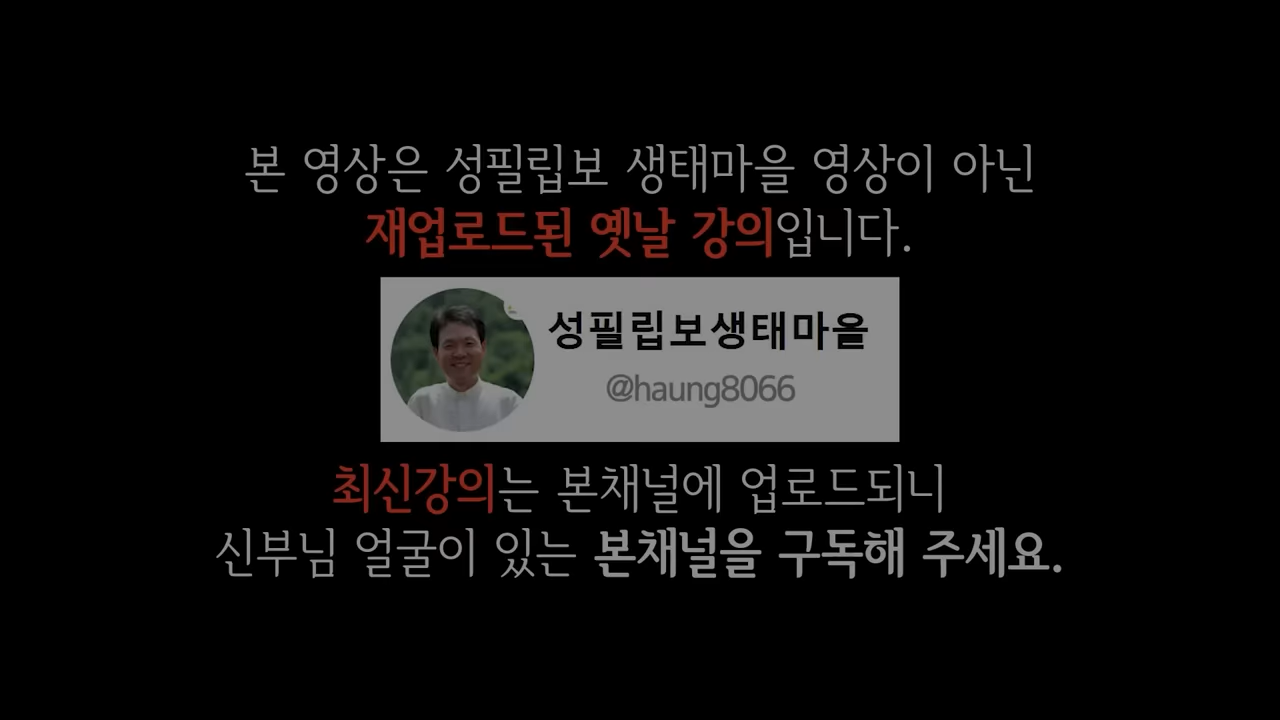 본 영상은 성필립보 생태마을 영상이 아닌
재업로드된 옛날 강의입니다.
성필립보생태마을
@haung8066
최신강의는 본채널에 업로드되니
신부님 얼굴이 있는 본채널을 구독해 주세요.